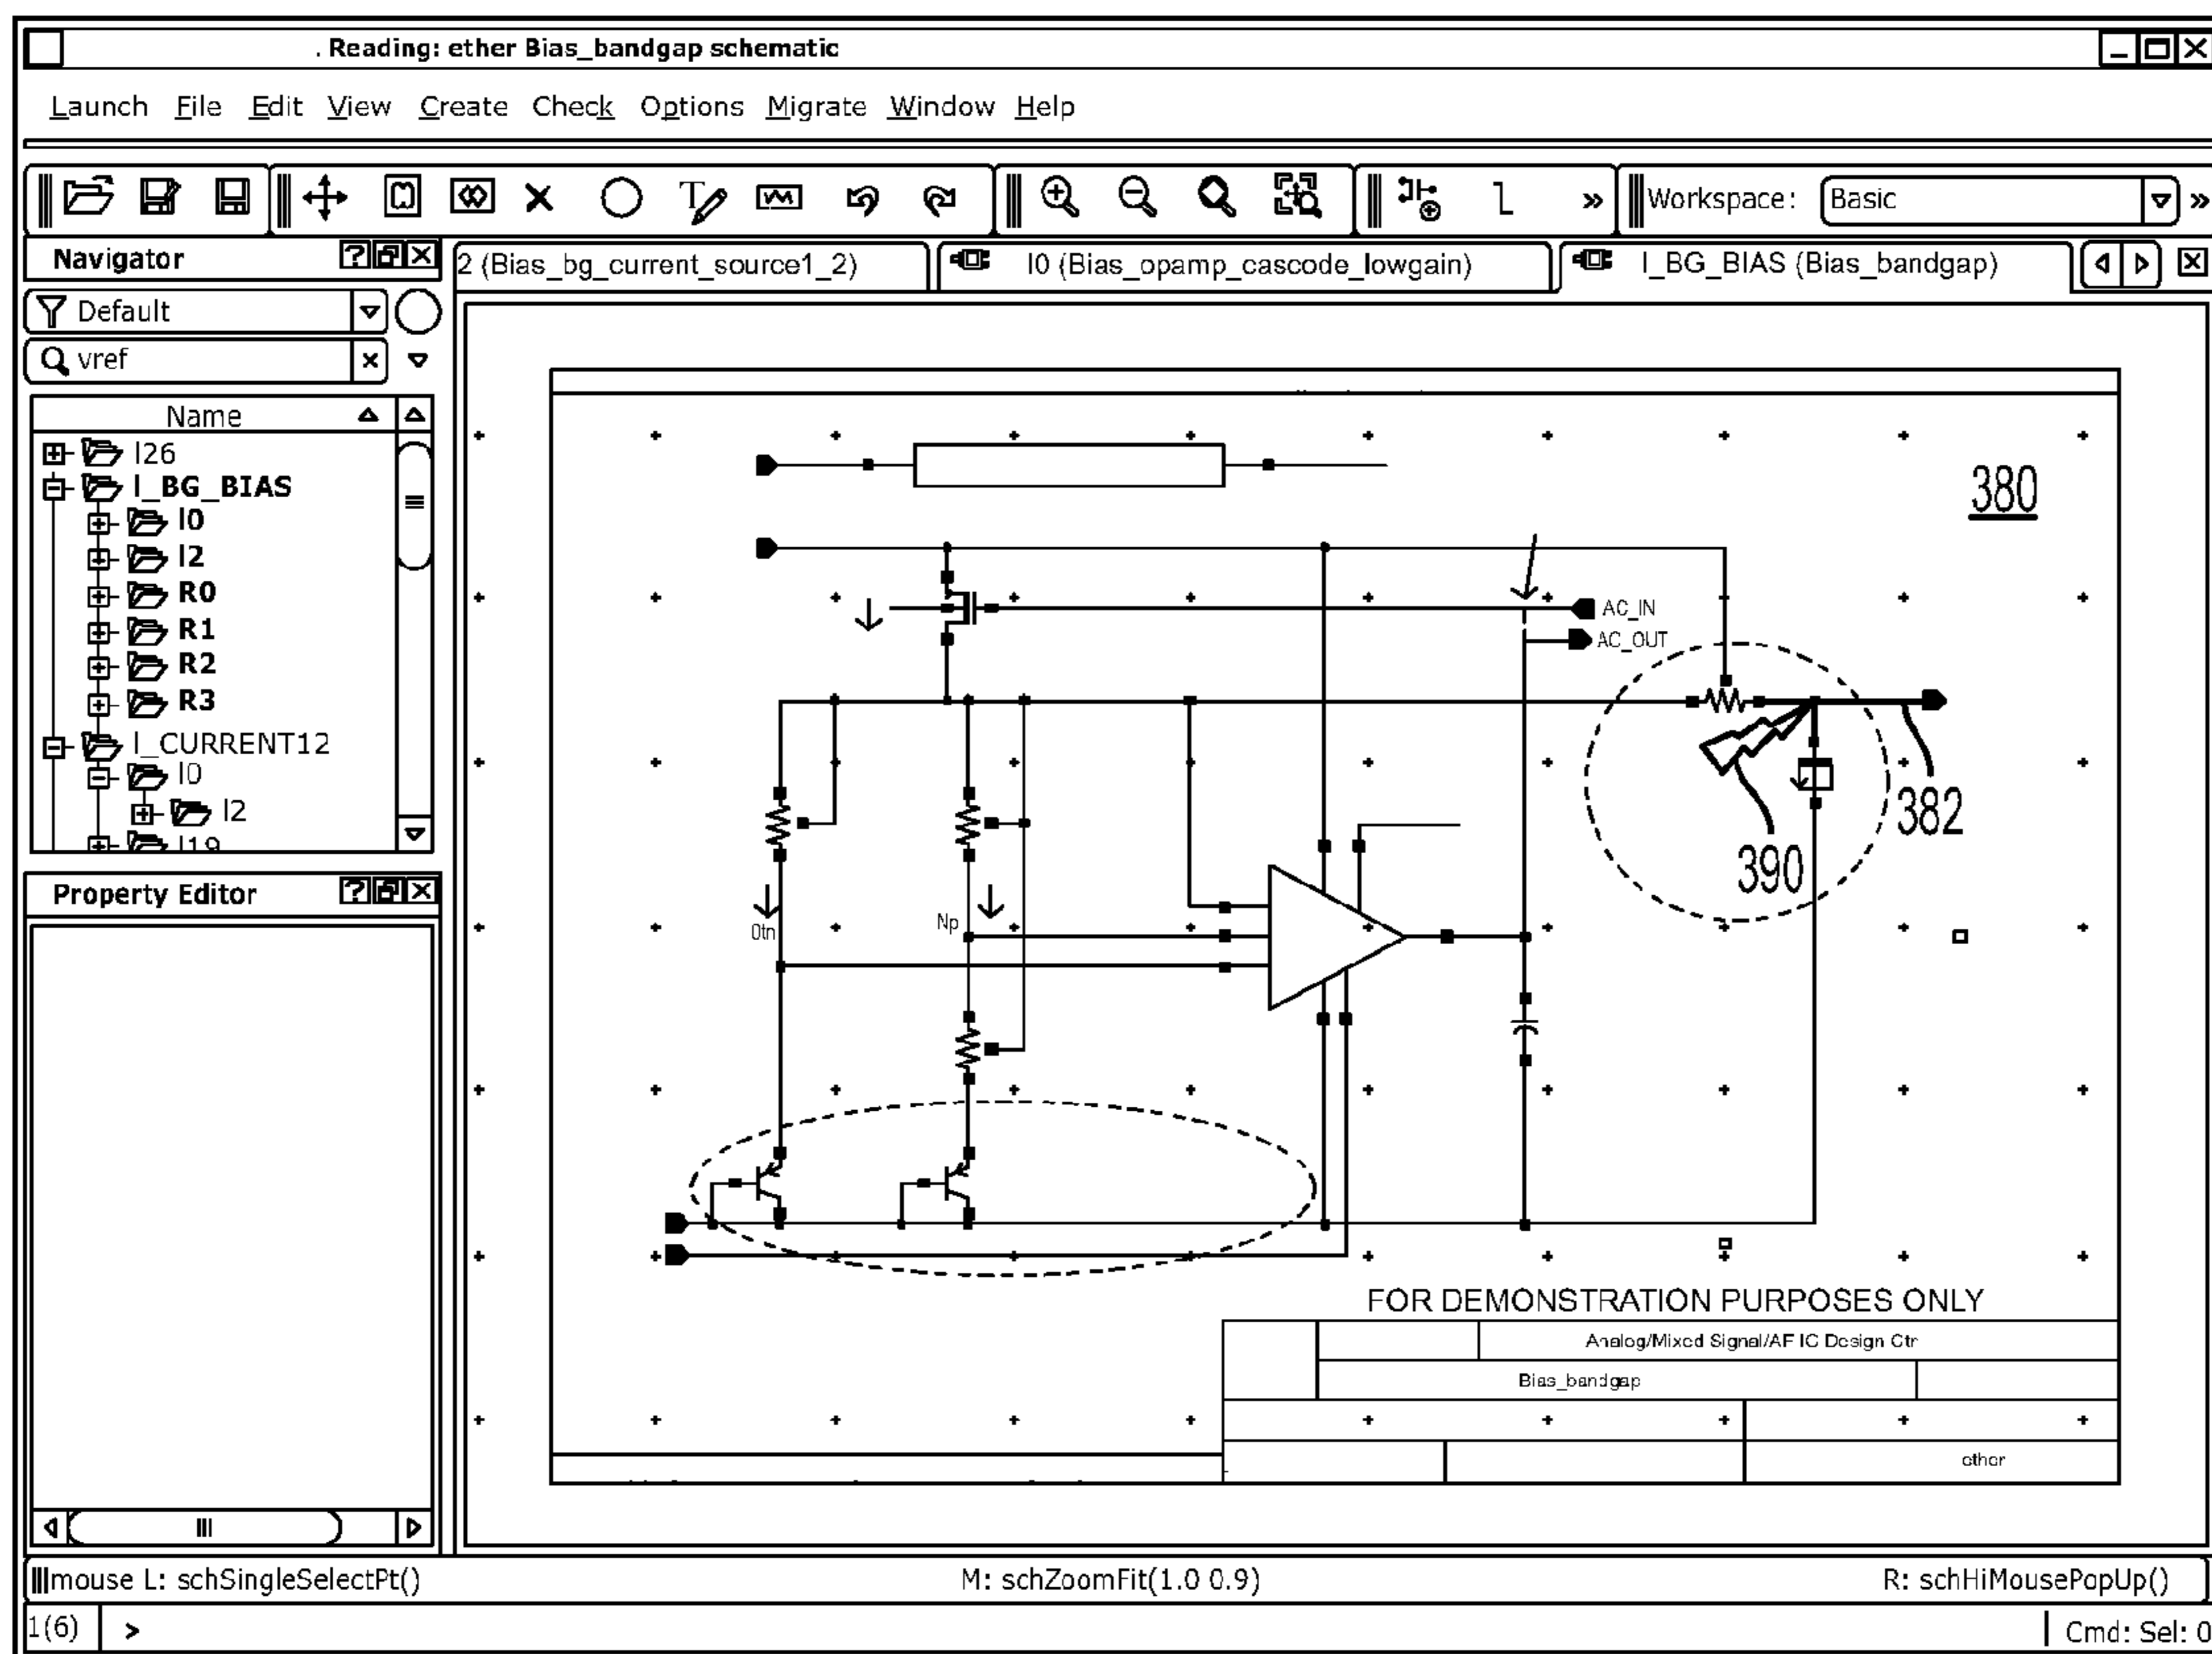 . Reading: ether Bias_bandgap schematic
Launch File Edit View Create Check Options Migrate Window Help
Workspace: Basic
Navigator
2 (Bias_bg_current_source1_2)
I0 (Bias_opamp_cascode_lowgain)
I_BG_BIAS (Bias_bandgap)
Default
vref
Name
I26
I_BG_BIAS
I0
I2
R0
R1
R2
R3
I_CURRENT12
I0
I2
I19
Property Editor
380
AC_IN
AC_OUT
382
390
0tn
Np
FOR DEMONSTRATION PURPOSES ONLY
Analog/Mixed Signal/AF IC Design Ctr
Bias_bandgap
ether
mouse L: schSingleSelectPt() M: schZoomFit(1.0 0.9) R: schHiMousePopUp()
1(6) > Cmd: Sel: 0